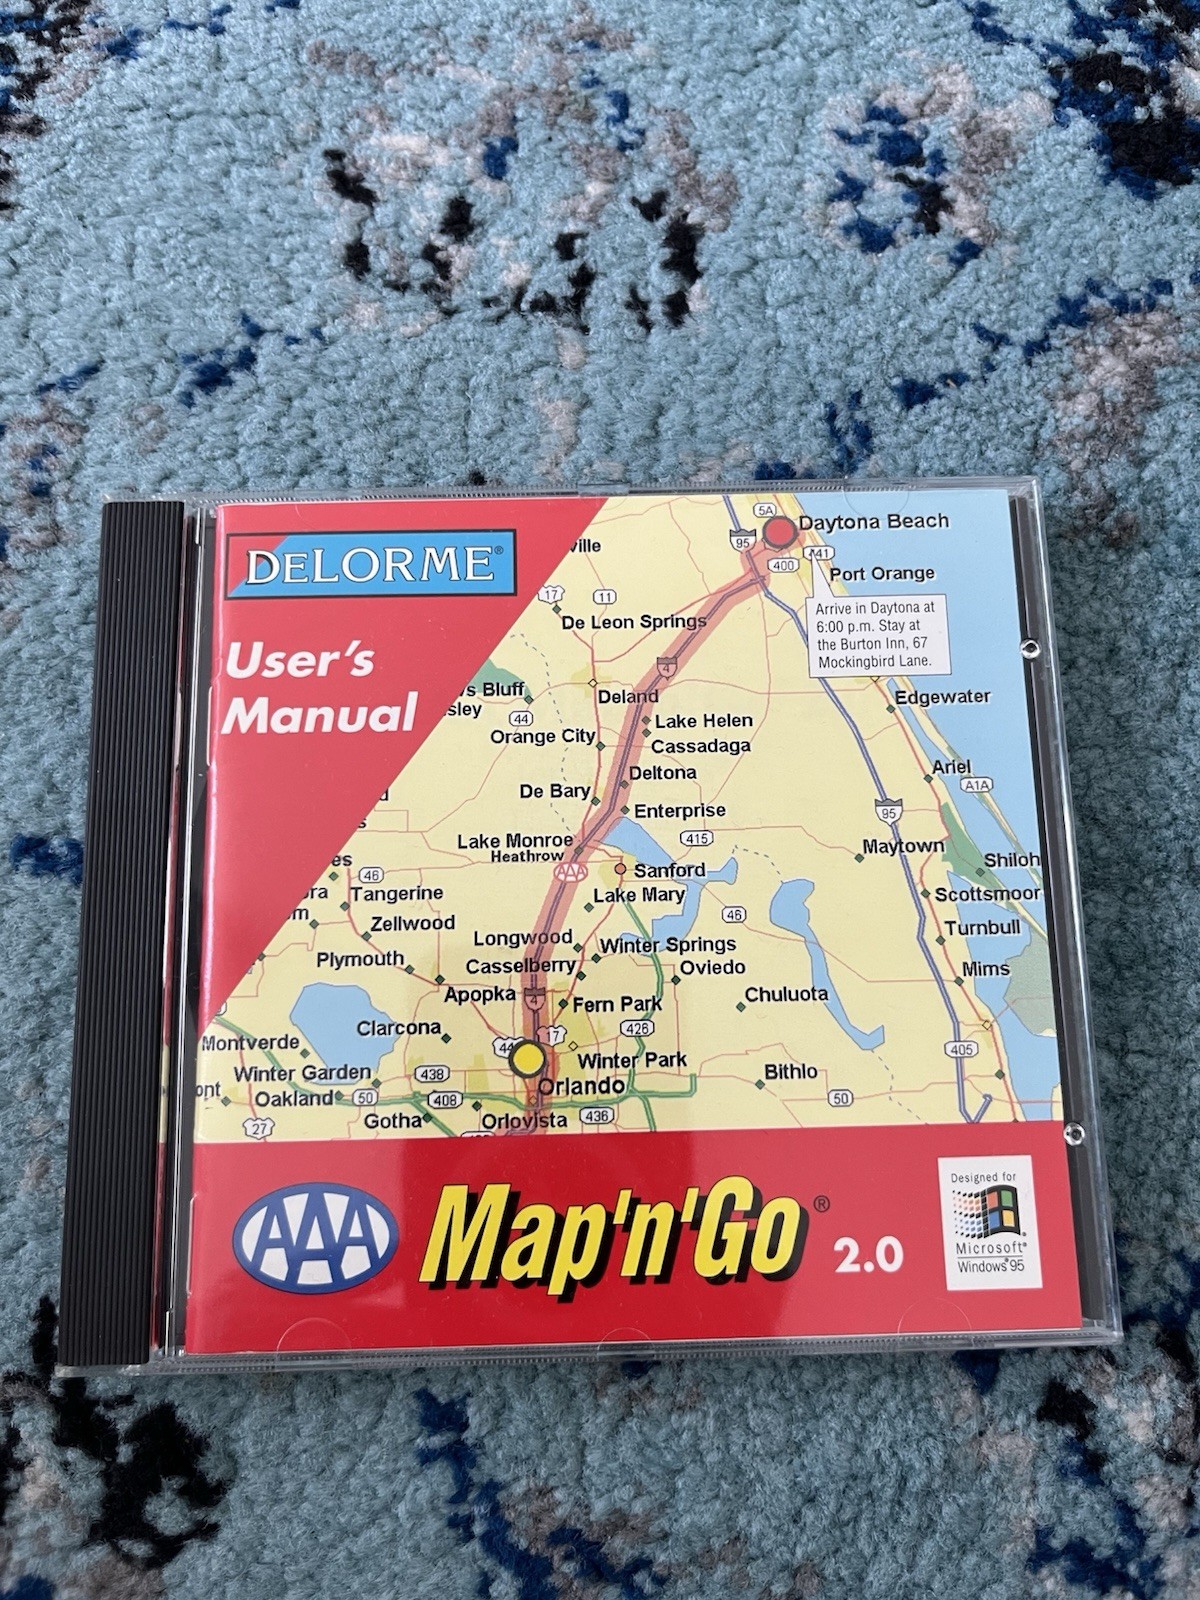 DELORME®
User's
Manual
5A
Daytona Beach
95
441
400
Port Orange
17
11
De Leon Springs
Arrive in Daytona at
6:00 p.m. Stay at
the Burton Inn, 67
Mockingbird Lane.
4
Bluff
Deland
Edgewater
44
Lake Helen
Orange City
Cassadaga
Deltona
Ariel
A1A
De Bary
Enterprise
95
415
Lake Monroe
Heathrow
Maytown
Shiloh
AAA
Sanford
46
Tangerine
Lake Mary
Scottsmoor
46
Zellwood
Turnbull
Longwood
Winter Springs
Plymouth
Casselberry
Oviedo
Mims
Apopka
4
Fern Park
Chuluota
Clarcona
17
426
Montverde
44
Winter Park
405
Winter Garden
438
Orlando
Bithlo
Oakland
50
408
436
50
27
Gotha
Orlovista
AAA
Map'n'Go®
2.0
Designed for
Microsoft®
Windows®95